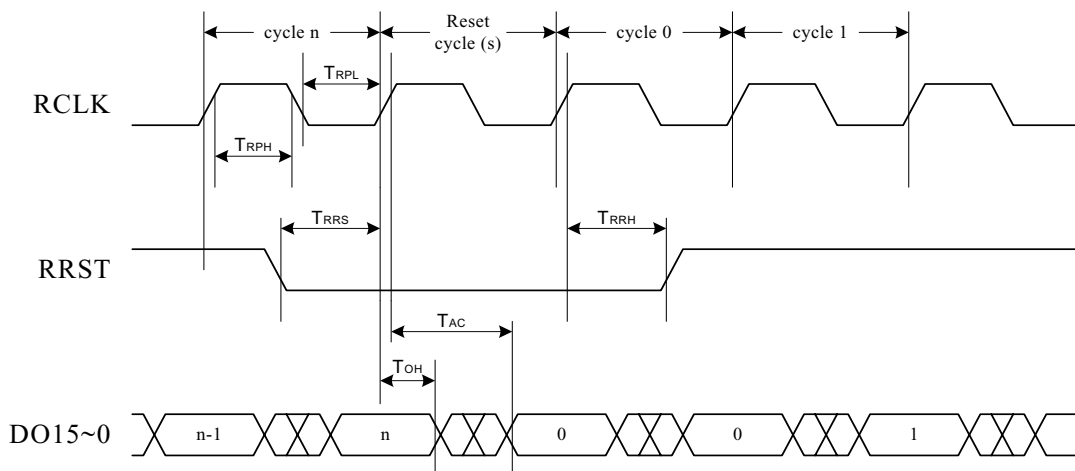 cycle n
Reset
cycle (s)
cycle 0
cycle 1
TRPL
RCLK
TRPH
TRRS
TRRH
RRST
TAC
TOH
DO15~0
n-1
n
0
0
1